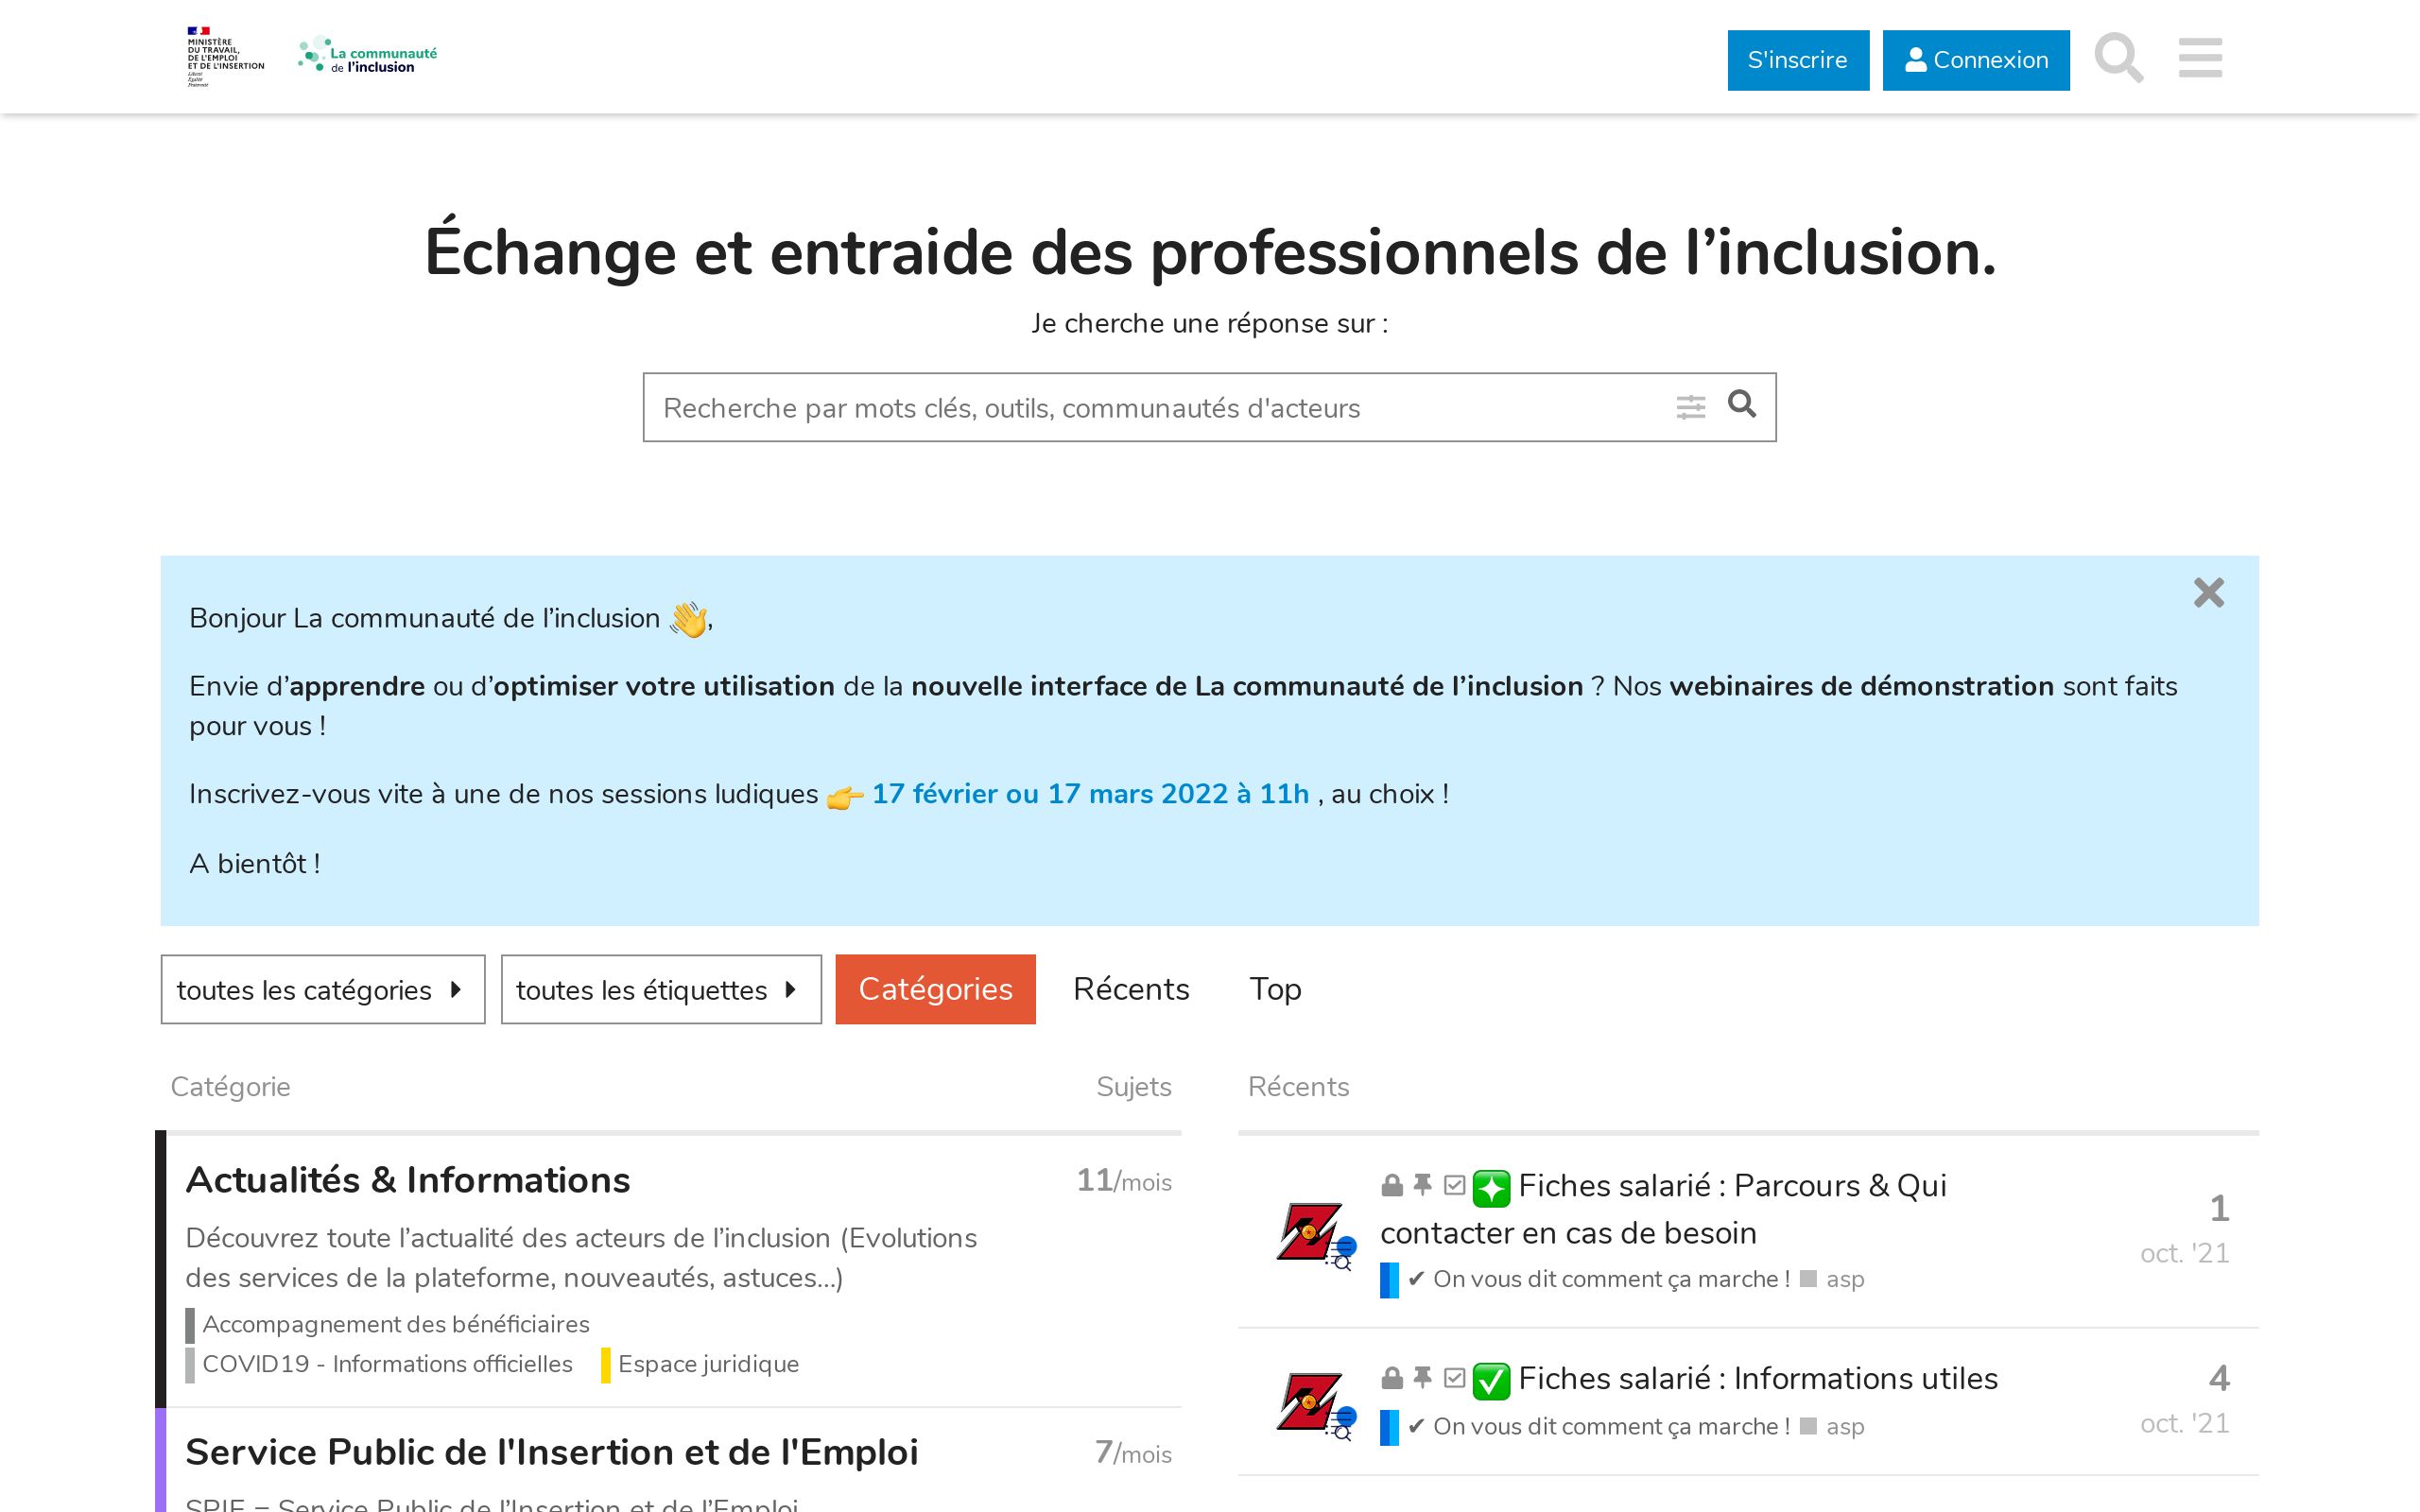 MINISTÈRE
DU TRAVAIL,
DE L'EMPLOI
ET DE L'INSERTION
Liberté
Égalité
Fraternité
La communauté
de l'inclusion
S'inscrire
Connexion
Échange et entraide des professionnels de l’inclusion.
Je cherche une réponse sur :
Recherche par mots clés, outils, communautés d'acteurs
Bonjour La communauté de l’inclusion 👋,
Envie d’apprendre ou d’optimiser votre utilisation de la nouvelle interface de La communauté de l’inclusion ? Nos webinaires de démonstration sont faits
pour vous !
Inscrivez-vous vite à une de nos sessions ludiques 👉 17 février ou 17 mars 2022 à 11h , au choix !
A bientôt !
toutes les catégories
toutes les étiquettes
Catégories
Récents
Top
Catégorie
Sujets
Actualités & Informations
11/mois
Découvrez toute l’actualité des acteurs de l’inclusion (Evolutions
des services de la plateforme, nouveautés, astuces…)
Accompagnement des bénéficiaires
COVID19 - Informations officielles
Espace juridique
Service Public de l'Insertion et de l'Emploi
7/mois
SPIE = Service Public de l’Insertion et de l’Emploi
Récents
Fiches salarié : Parcours & Qui
contacter en cas de besoin
✔ On vous dit comment ça marche !
asp
1
oct. '21
Fiches salarié : Informations utiles
✔ On vous dit comment ça marche !
asp
4
oct. '21